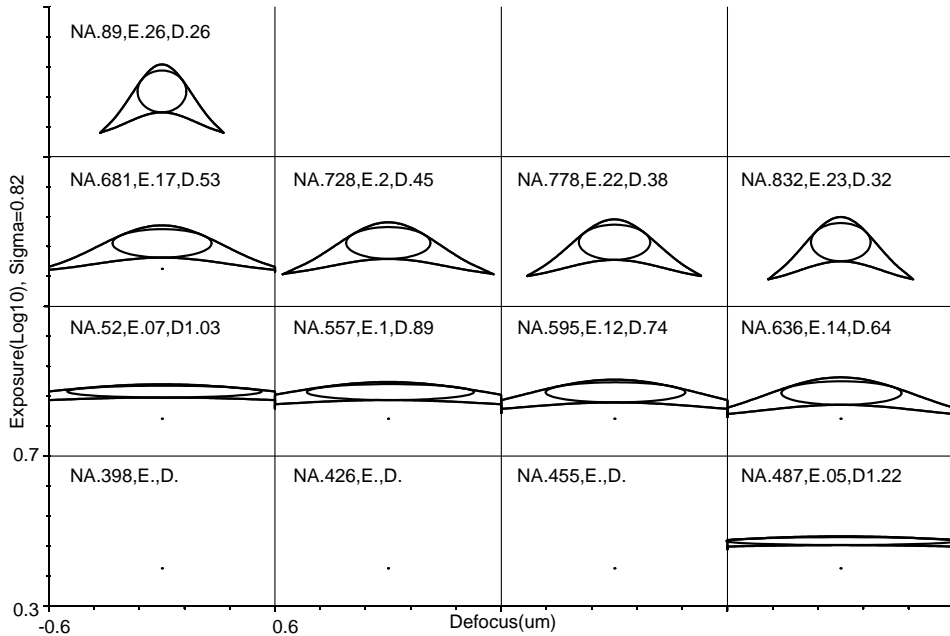 NA.89,E.26,D.26
NA.681,E.17,D.53
NA.728,E.2,D.45
NA.778,E.22,D.38
NA.832,E.23,D.32
NA.52,E.07,D1.03
NA.557,E.1,D.89
NA.595,E.12,D.74
NA.636,E.14,D.64
NA.398,E.,D.
NA.426,E.,D.
NA.455,E.,D.
NA.487,E.05,D1.22
Exposure(Log10), Sigma=0.82
0.7
0.3
-0.6
0.6
Defocus(um)